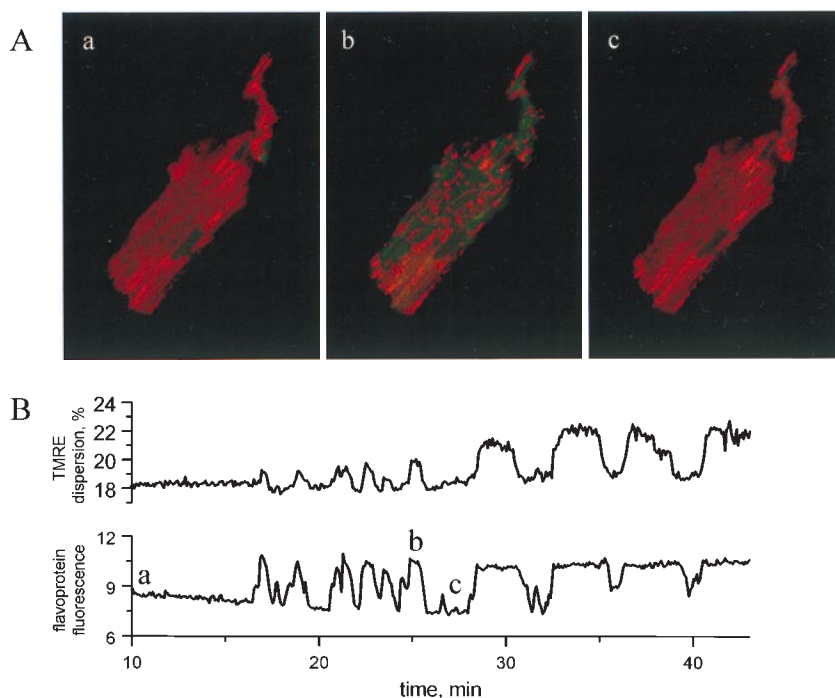 A
a
b
c
B
TMRE
dispersion, %
24
22
20
18
flavoprotein
fluorescence
12
9
6
a
b
c
10
20
30
40
time, min